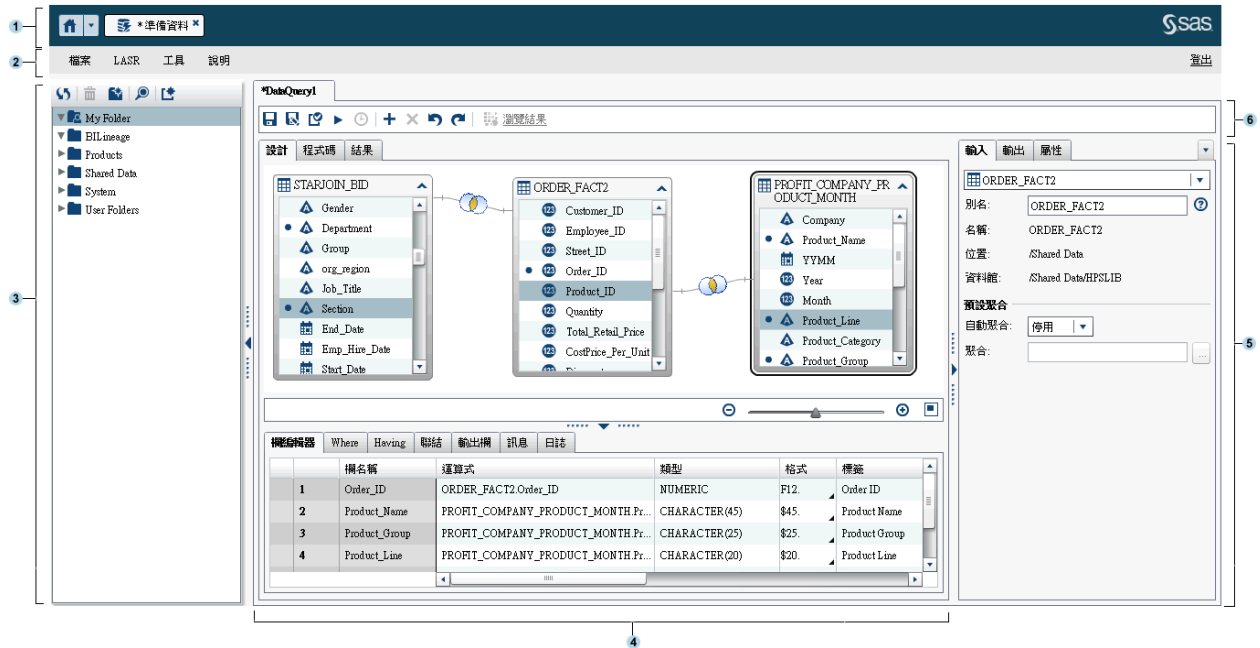 1
*準備資料
sas
2
檔案 LASR 工具 說明
登出
3
My Folder
BILineage
Products
Shared Data
System
User Folders
*DataQuery1
瀏覽結果
6
設計 程式碼 結果
STARJOIN_BID
Gender
Department
Group
org_region
Job_Title
Section
End_Date
Emp_Hire_Date
Start_Date
ORDER_FACT2
Customer_ID
Employee_ID
Street_ID
Order_ID
Product_ID
Quantity
Total_Retail_Price
CostPrice_Per_Unit
PROFIT_COMPANY_PR
ODUCT_MONTH
Company
Product_Name
YYMM
Year
Month
Product_Line
Product_Category
Product_Group
輸入 輸出 屬性
ORDER_FACT2
別名: ORDER_FACT2
名稱: ORDER_FACT2
位置: /Shared Data
資料館: /Shared Data/HPSLIB
預設聚合
自動聚合: 停用
聚合:
5
欄編輯器 Where Having 聯結 輸出欄 訊息 日誌
欄名稱 運算式 類型 格式 標籤
1 Order_ID ORDER_FACT2.Order_ID NUMERIC F12. Order ID
2 Product_Name PROFIT_COMPANY_PRODUCT_MONTH.Pr... CHARACTER(45) $45. Product Name
3 Product_Group PROFIT_COMPANY_PRODUCT_MONTH.Pr... CHARACTER(25) $25. Product Group
4 Product_Line PROFIT_COMPANY_PRODUCT_MONTH.Pr... CHARACTER(20) $20. Product Line
4